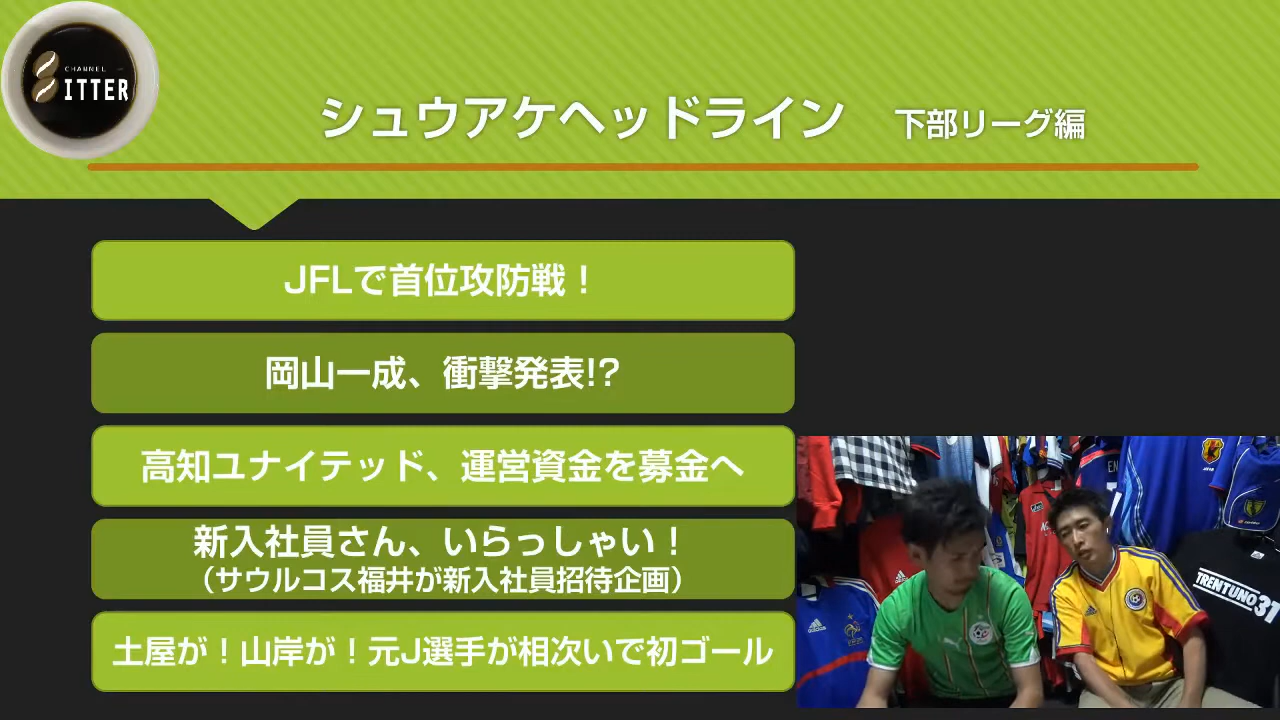 CHANNEL
BITTER
シュウアケヘッドライン 下部リーグ編
JFLで首位攻防戦！
岡山一成、衝撃発表!?
高知ユナイテッド、運営資金を募金へ
新入社員さん、いらっしゃい！
（サウルコス福井が新入社員招待企画）
土屋が！山岸が！元J選手が相次いで初ゴール
adidas
TRENTUNO 31